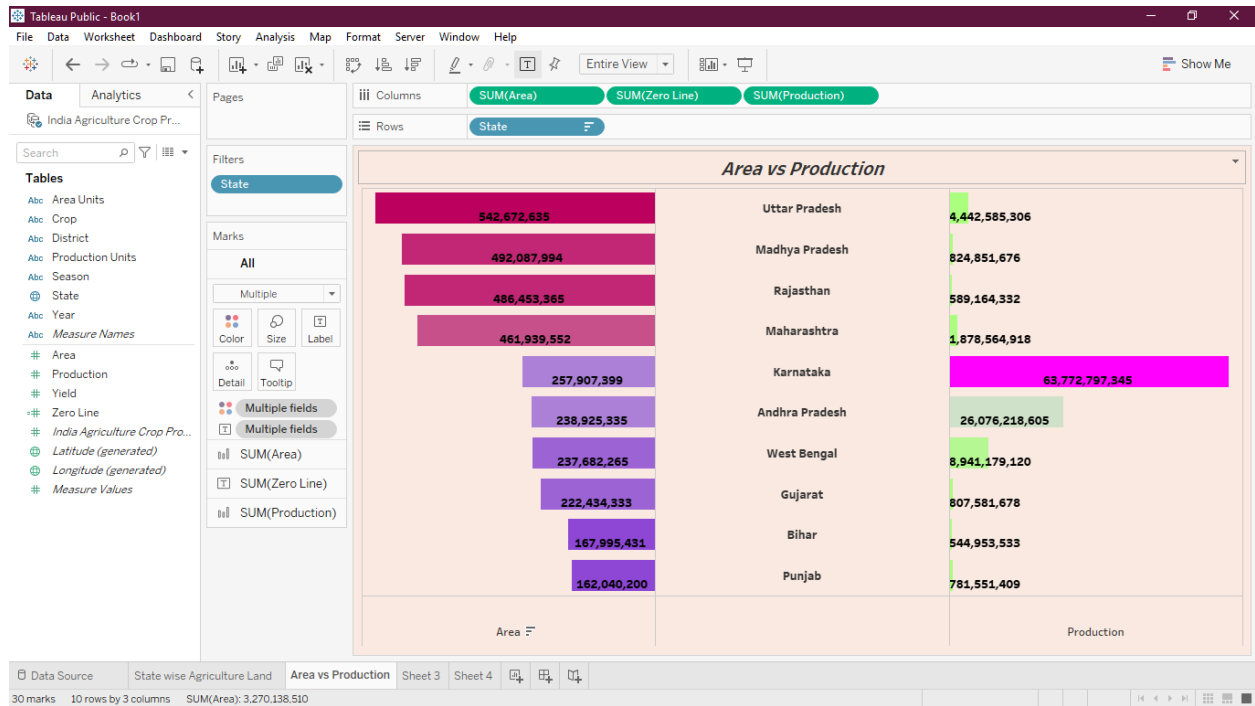 Tableau Public - Book1
File Data Worksheet Dashboard Story Analysis Map Format Server Window Help
Entire View
Show Me
Data Analytics
India Agriculture Crop Pr...
Search
Tables
Abc Area Units
Abc Crop
Abc District
Abc Production Units
Abc Season
State
Abc Year
Abc Measure Names
# Area
# Production
# Yield
=# Zero Line
# India Agriculture Crop Pro...
Latitude (generated)
Longitude (generated)
# Measure Values
Pages
Filters
State
Marks
All
Multiple
Color Size Label
Detail Tooltip
Multiple fields
Multiple fields
SUM(Area)
SUM(Zero Line)
SUM(Production)
Columns SUM(Area) SUM(Zero Line) SUM(Production)
Rows State
Area vs Production
542,672,635 Uttar Pradesh 4,442,585,306
492,087,994 Madhya Pradesh 824,851,676
486,453,365 Rajasthan 589,164,332
461,939,552 Maharashtra 1,878,564,918
257,907,399 Karnataka 63,772,797,345
238,925,335 Andhra Pradesh 26,076,218,605
237,682,265 West Bengal 8,941,179,120
222,434,333 Gujarat 807,581,678
167,995,431 Bihar 544,953,533
162,040,200 Punjab 781,551,409
Area Production
Data Source State wise Agriculture Land Area vs Production Sheet 3 Sheet 4
30 marks 10 rows by 3 columns SUM(Area): 3,270,138,510